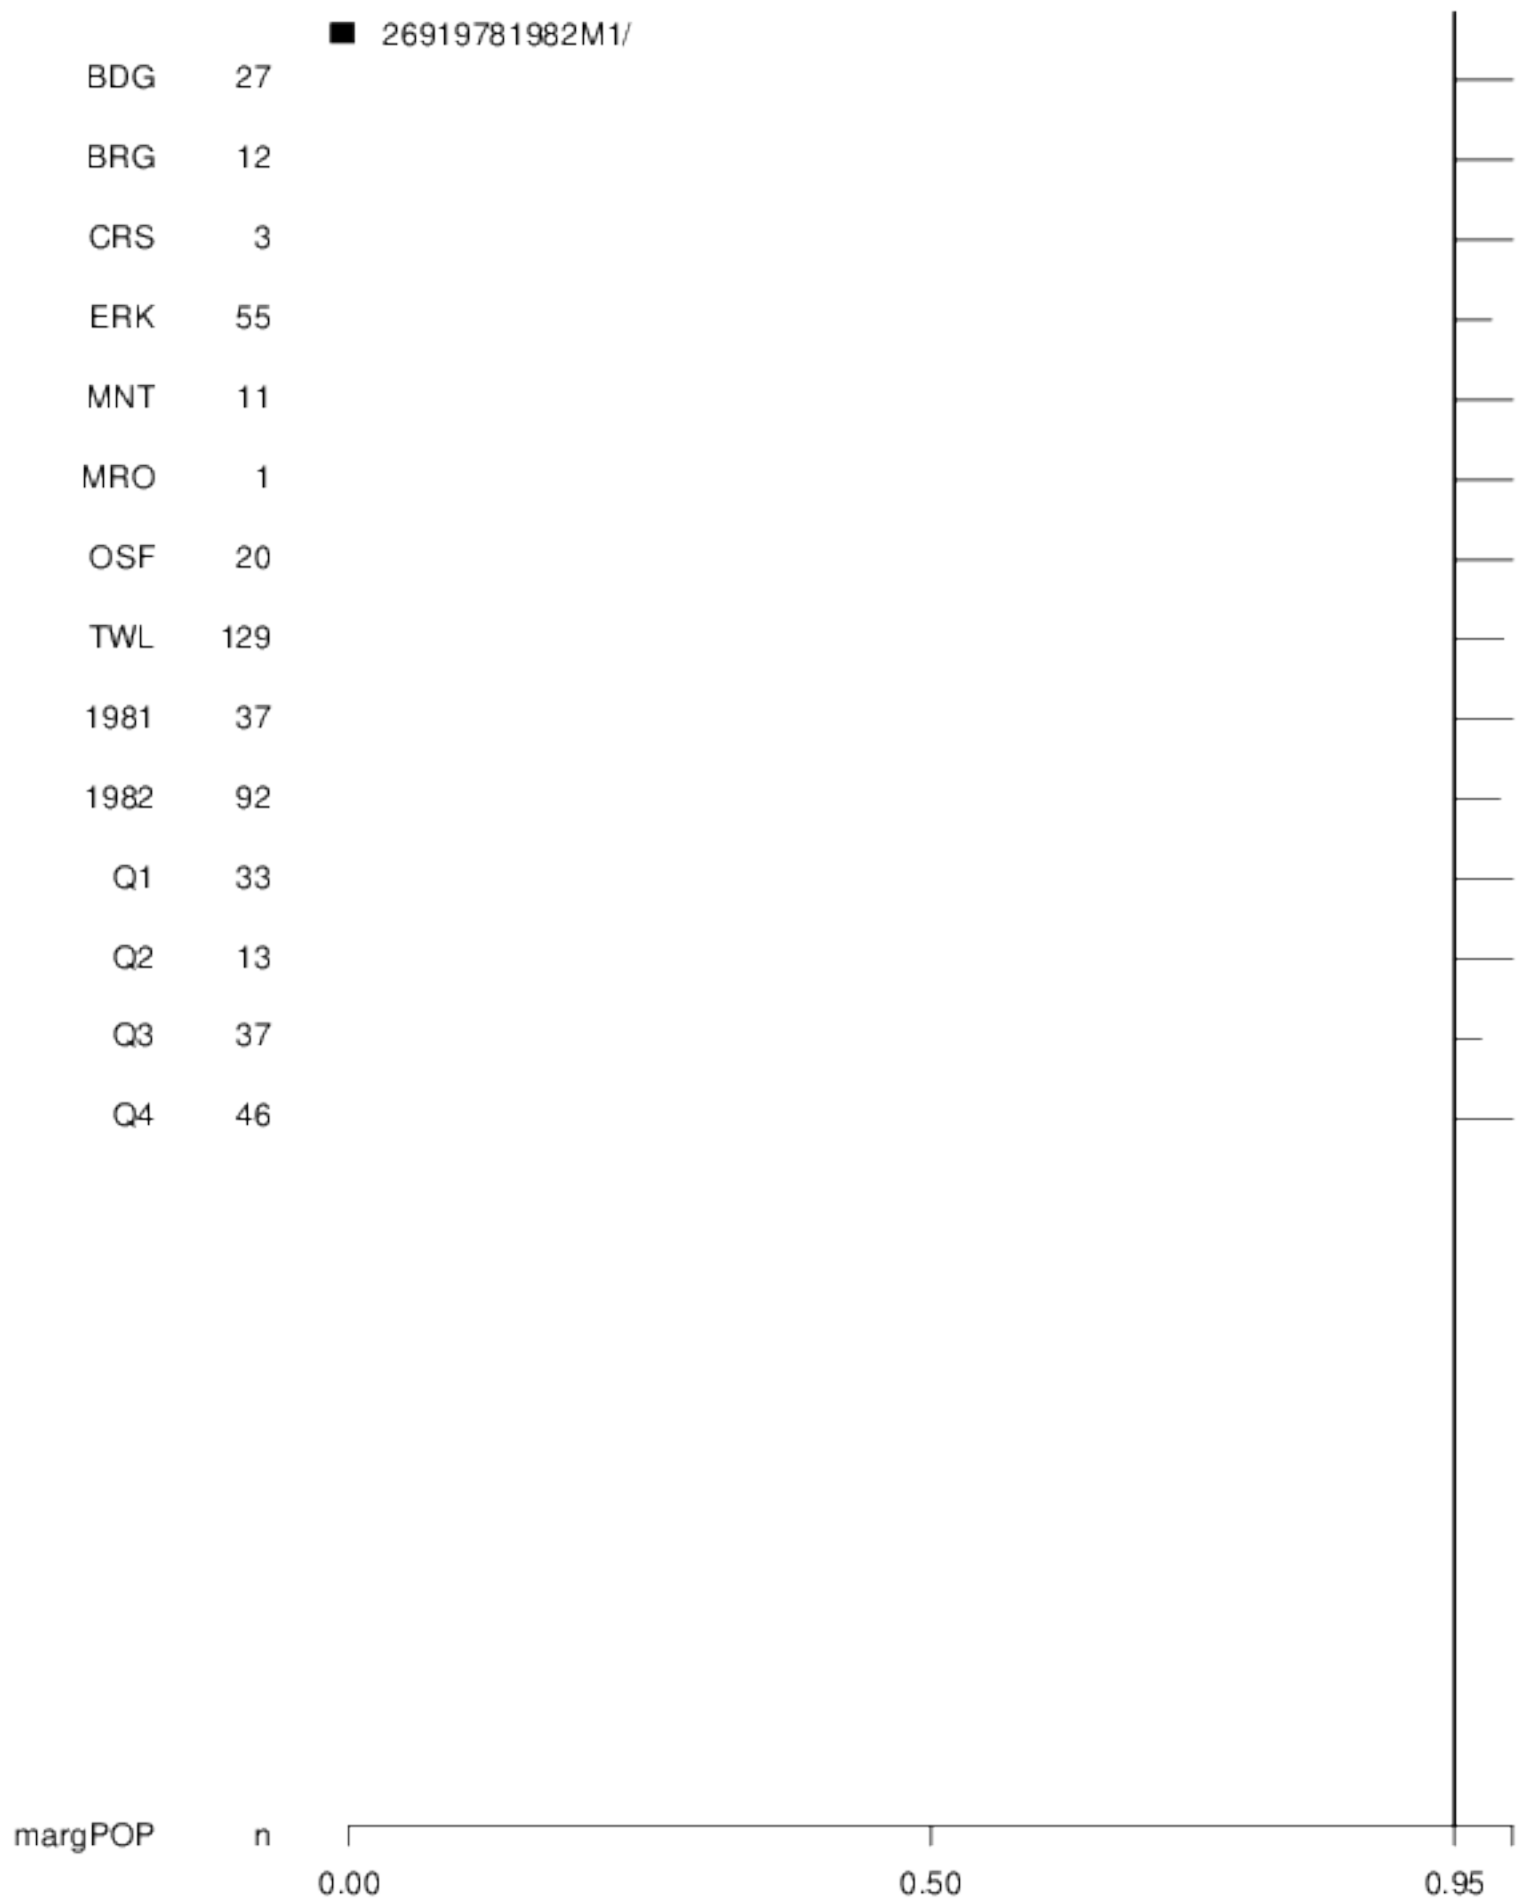 26919781982M1/
BDG 27
BRG 12
CRS 3
ERK 55
MNT 11
MRO 1
OSF 20
TWL 129
1981 37
1982 92
Q1 33
Q2 13
Q3 37
Q4 46
margPOP n
0.00 0.50 0.95